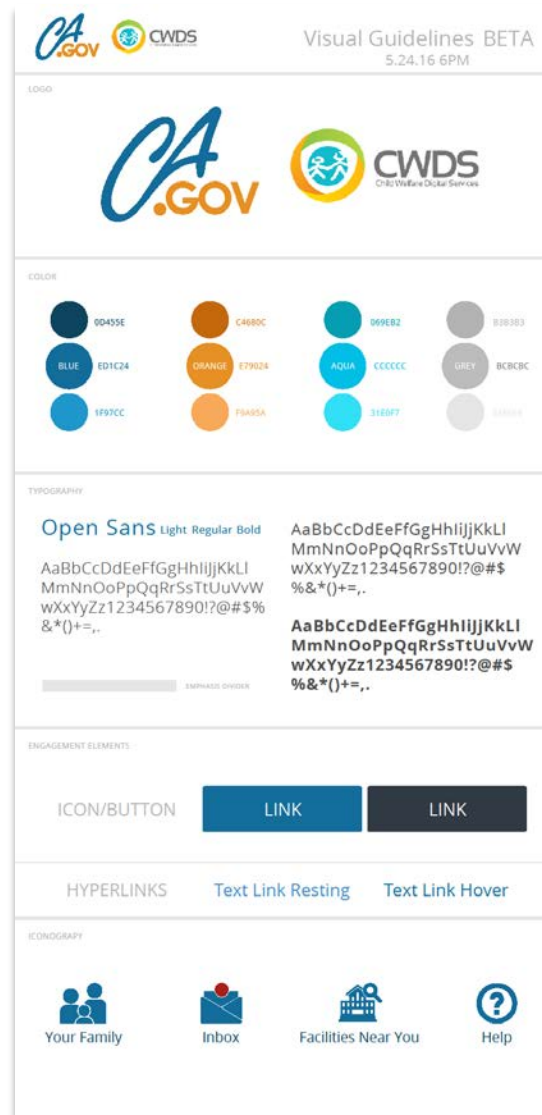 CA
.GOV
CWDS
Visual Guidelines BETA
5.24.16 6PM
LOGO
CA
.GOV
CWDS
Child Welfare Digital Services
COLOR
0D455E
C4680C
069EB2
B3B3B3
BLUE
ED1C24
ORANGE
E79024
AQUA
CCCCCC
GREY
BCBCBC
1F97CC
F9A95A
31E0F7
TYPOGRAPHY
Open Sans Light Regular Bold
AaBbCcDdEeFfGgHhIiJjKkLl
MmNnOoPpQqRrSsTtUuVvW
wXxYyZz1234567890!?@#$%
&*()+=,.
EMPHASIS DIVIDER
AaBbCcDdEeFfGgHhIiJjKkLl
MmNnOoPpQqRrSsTtUuVvW
wXxYyZz1234567890!?@#$
%&*()+=,.
AaBbCcDdEeFfGgHhIiJjKkLl
MmNnOoPpQqRrSsTtUuVvW
wXxYyZz1234567890!?@#$
%&*()+=,.
ENGAGEMENT ELEMENTS
ICON/BUTTON
LINK
LINK
HYPERLINKS
Text Link Resting
Text Link Hover
ICONOGRAPY
Your Family
Inbox
Facilities Near You
?
Help